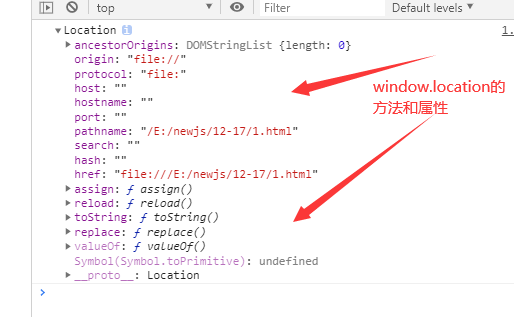 top
Filter
Default levels ▼
▼Location i
1.
▶ancestorOrigins: DOMStringList {length: 0}
origin: "file://"
protocol: "file:"
host: ""
hostname: ""
port: ""
pathname: "/E:/newjs/12-17/1.html"
search: ""
hash: ""
href: "file:///E:/newjs/12-17/1.html"
▶assign: ƒ assign()
▶reload: ƒ reload()
▶toString: ƒ toString()
▶replace: ƒ replace()
▶valueOf: ƒ valueOf()
Symbol(Symbol.toPrimitive): undefined
▶__proto__: Location
window.location的
方法和属性